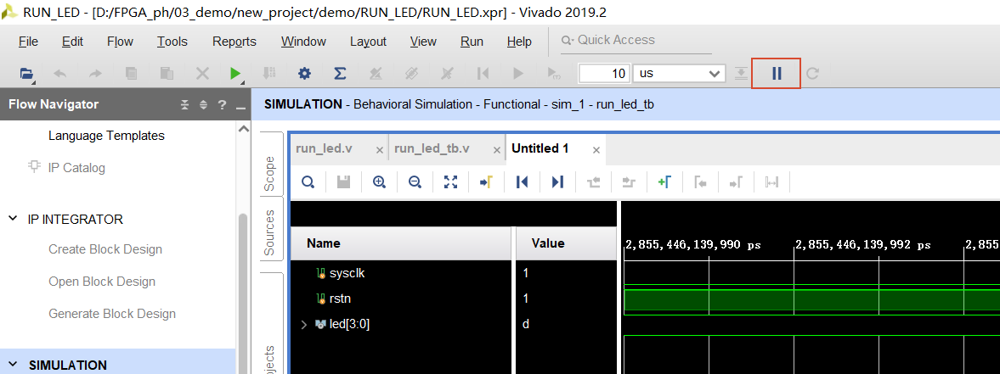 RUN_LED - [D:/FPGA_ph/03_demo/new_project/demo/RUN_LED/RUN_LED.xpr] - Vivado 2019.2
File Edit Flow Tools Reports Window Layout View Run Help Quick Access
10 us
Flow Navigator
SIMULATION - Behavioral Simulation - Functional - sim_1 - run_led_tb
Language Templates
IP Catalog
IP INTEGRATOR
Create Block Design
Open Block Design
Generate Block Design
SIMULATION
Scope
Sources
jects
run_led.v run_led_tb.v Untitled 1
Name Value
2,855,446,139,990 ps 2,855,446,139,992 ps 2,855
sysclk 1
rstn 1
led[3:0] d